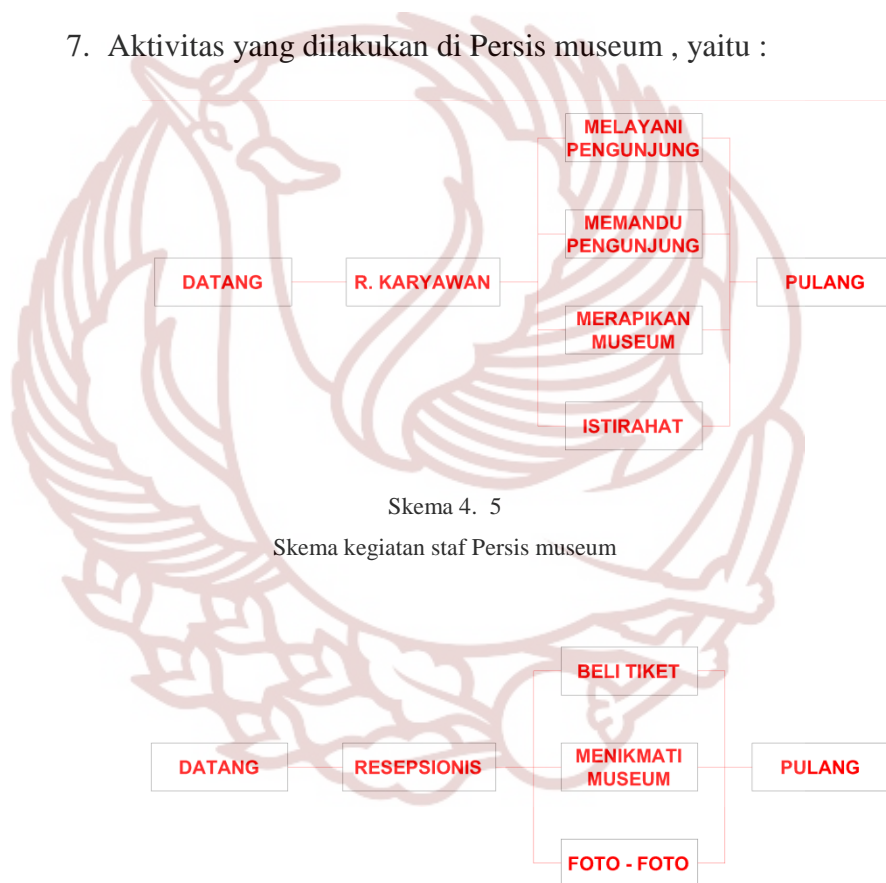 7. Aktivitas yang dilakukan di Persis museum , yaitu :
MELAYANI
PENGUNJUNG
MEMANDU
PENGUNJUNG
DATANG
R. KARYAWAN
PULANG
MERAPIKAN
MUSEUM
ISTIRAHAT
Skema 4. 5
Skema kegiatan staf Persis museum
BELI TIKET
DATANG
RESEPSIONIS
MENIKMATI
MUSEUM
PULANG
FOTO - FOTO